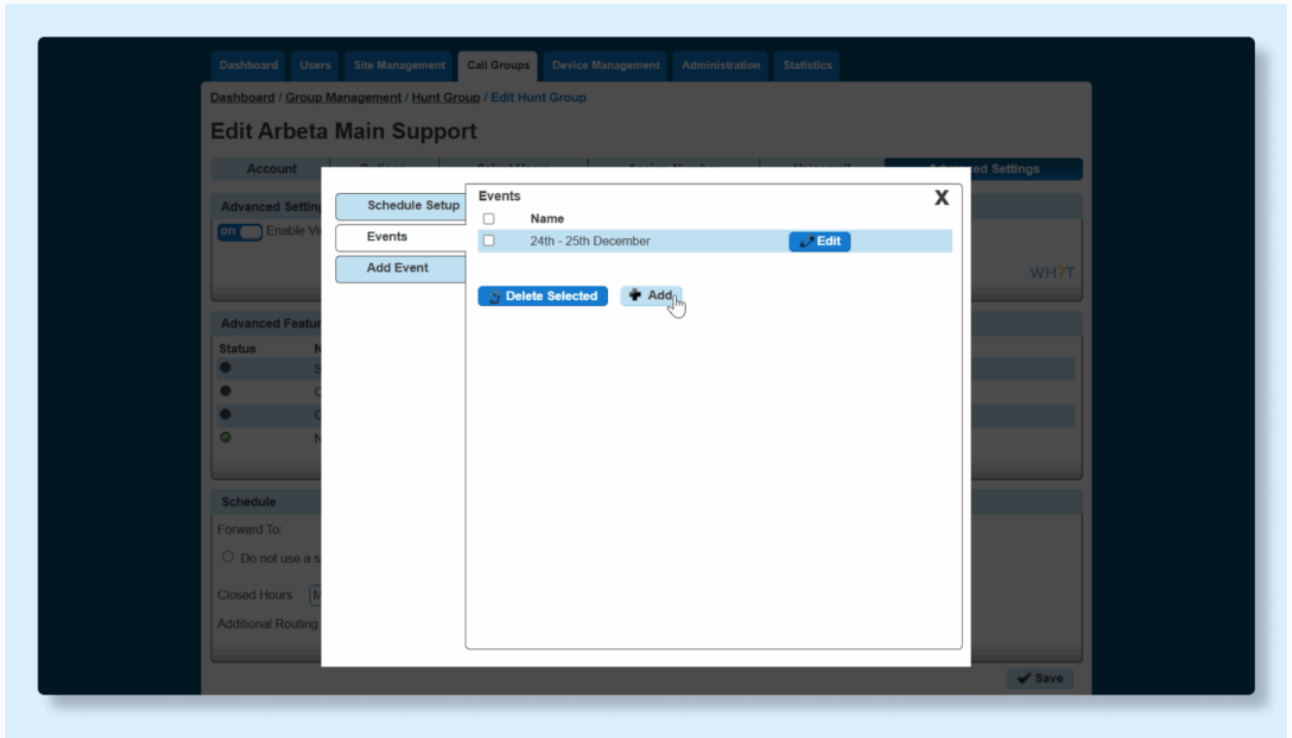 Dashboard Users Site Management Call Groups Device Management Administration Statistics
Dashboard / Group Management / Hunt Group / Edit Hunt Group
Edit Arbeta Main Support
Account Advanced Settings
Advanced Setting
on Enable Vi
WH?T
Advanced Featur
Status N
S
C
C
N
Schedule
Forward To:
Do not use a s
Closed Hours M
Additional Routing
Save
Schedule Setup
Events
Add Event
Events X
Name
24th - 25th December Edit
Delete Selected Add